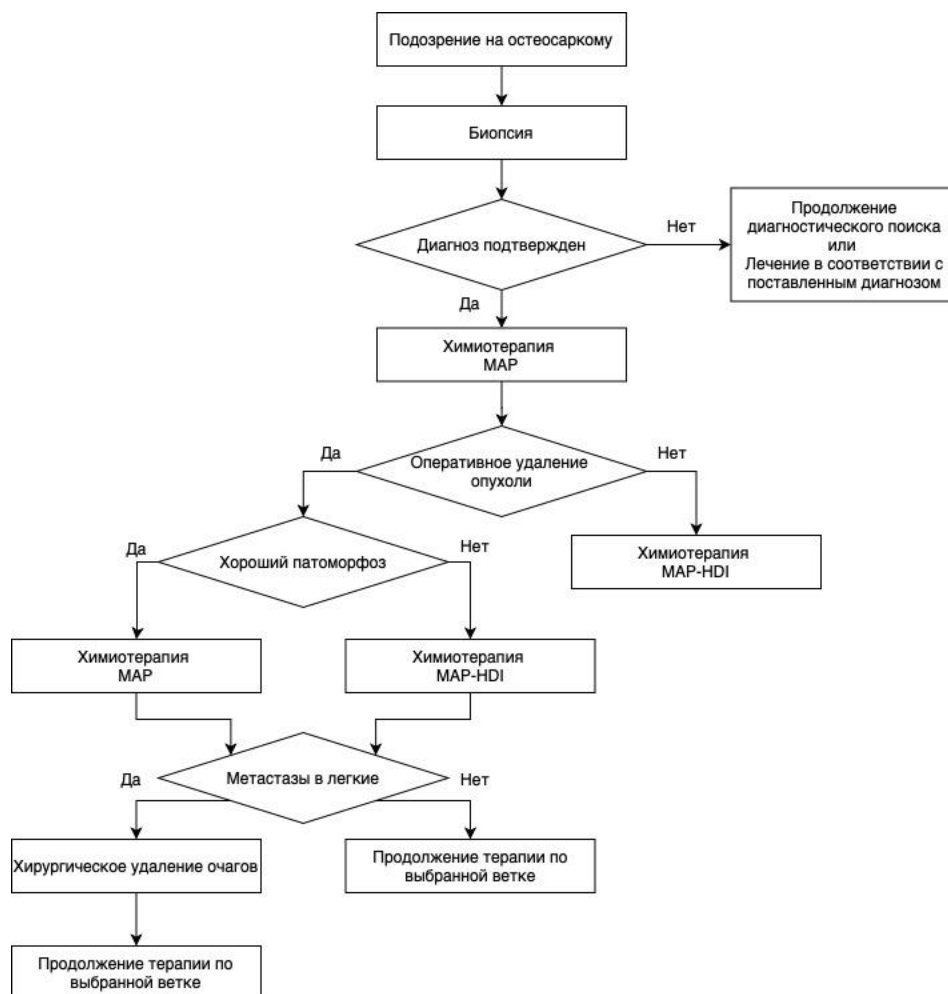 Подозрение на остеосаркому
Биопсия
Диагноз подтвержден
Нет
Продолжение
диагностического поиска
или
Лечение в соответствии с
поставленным диагнозом
Да
Химиотерапия
MAP
Да
Оперативное удаление
опухоли
Нет
Да
Хороший патоморфоз
Нет
Химиотерапия
MAP-HDI
Химиотерапия
MAP
Химиотерапия
MAP-HDI
Да
Метастазы в легкие
Нет
Хирургическое удаление очагов
Продолжение терапии по
выбранной ветке
Продолжение терапии по
выбранной ветке